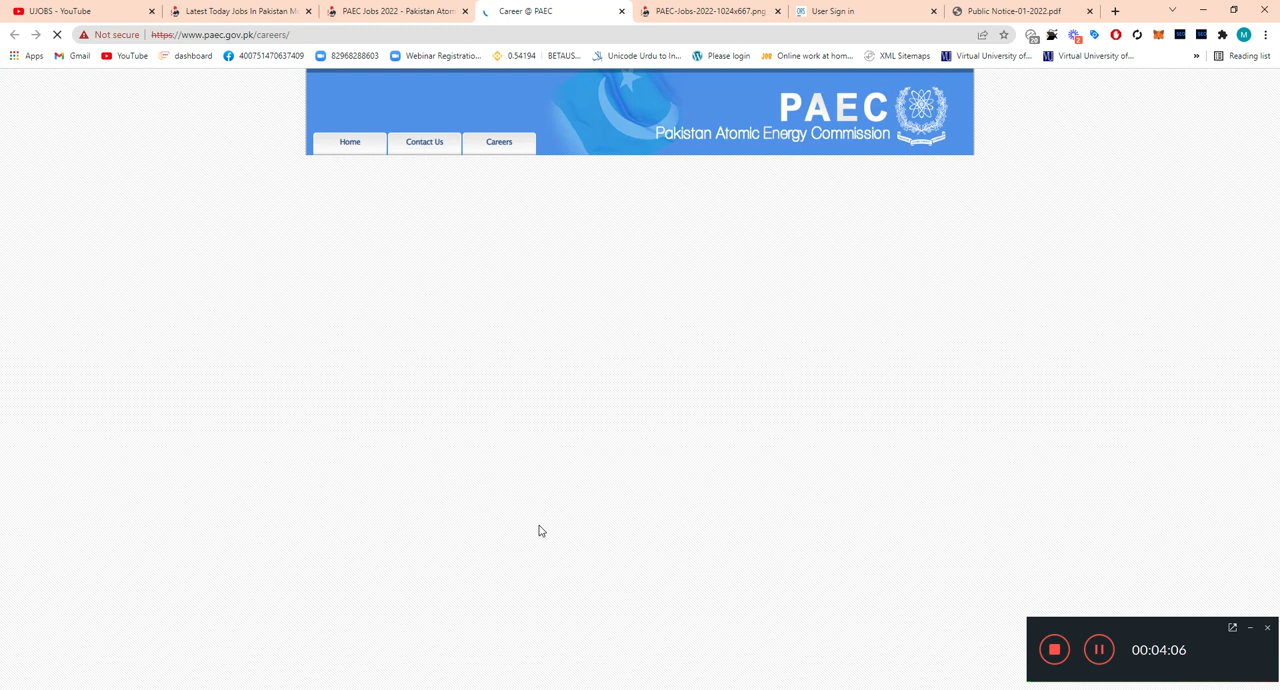 UJOBS - YouTube
Latest Today Jobs In Pakistan M
PAEC Jobs 2022 - Pakistan Atom
Career @ PAEC
PAEC-Jobs-2022-1024x667.png
User Sign in
Public Notice-01-2022.pdf
Not secure https://www.paec.gov.pk/careers/
Apps
Gmail
YouTube
dashboard
400751470637409
82968288603
Webinar Registratio...
0.54194 | BETAUS...
Unicode Urdu to In...
Please login
Online work at hom...
XML Sitemaps
Virtual University of...
Virtual University of...
»
Reading list
PAEC
Pakistan Atomic Energy Commission
Home
Contact Us
Careers
00:04:06